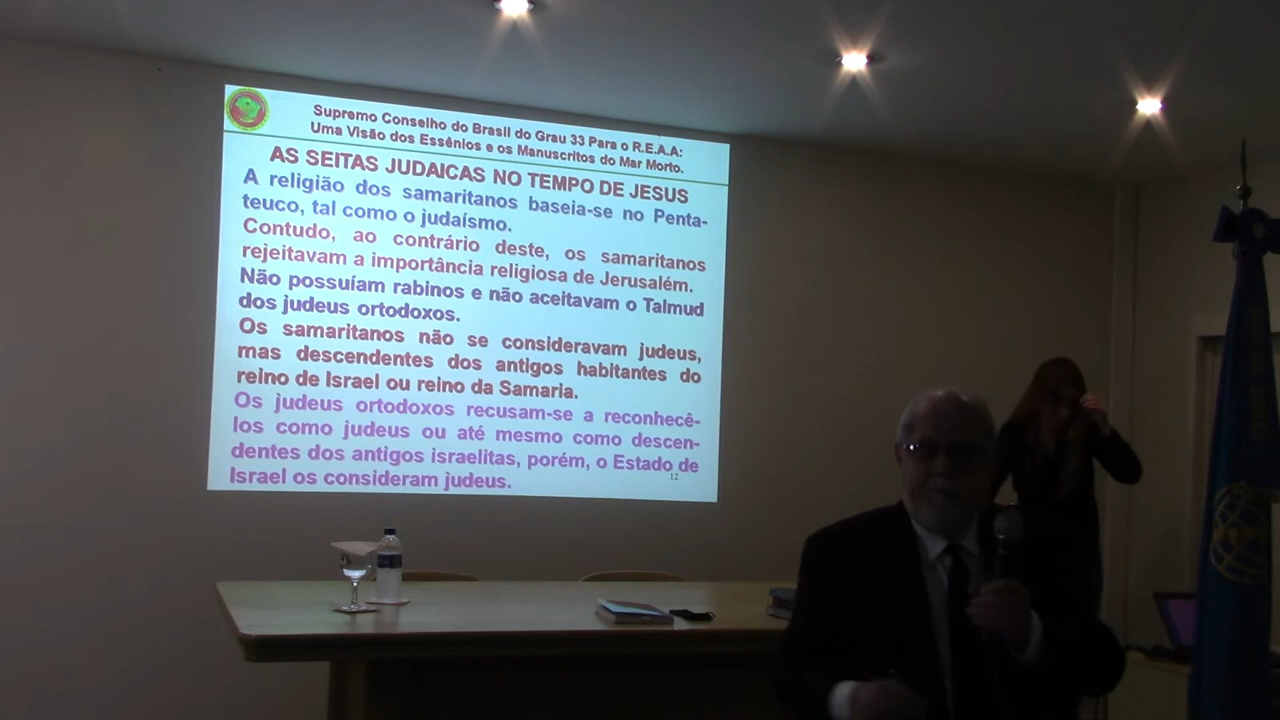 Supremo Conselho do Brasil do Grau 33 Para o R.E.A.A:
Uma Visão dos Essênios e os Manuscritos do Mar Morto.
AS SEITAS JUDAICAS NO TEMPO DE JESUS
A religião dos samaritanos baseia-se no Penta-
teuco, tal como o judaísmo.
Contudo, ao contrário deste, os samaritanos
rejeitavam a importância religiosa de Jerusalém.
Não possuíam rabinos e não aceitavam o Talmud
dos judeus ortodoxos.
Os samaritanos não se consideravam judeus,
mas descendentes dos antigos habitantes do
reino de Israel ou reino da Samaria.
Os judeus ortodoxos recusam-se a reconhecê-
los como judeus ou até mesmo como descen-
dentes dos antigos israelitas, porém, o Estado de
Israel os consideram judeus.
12